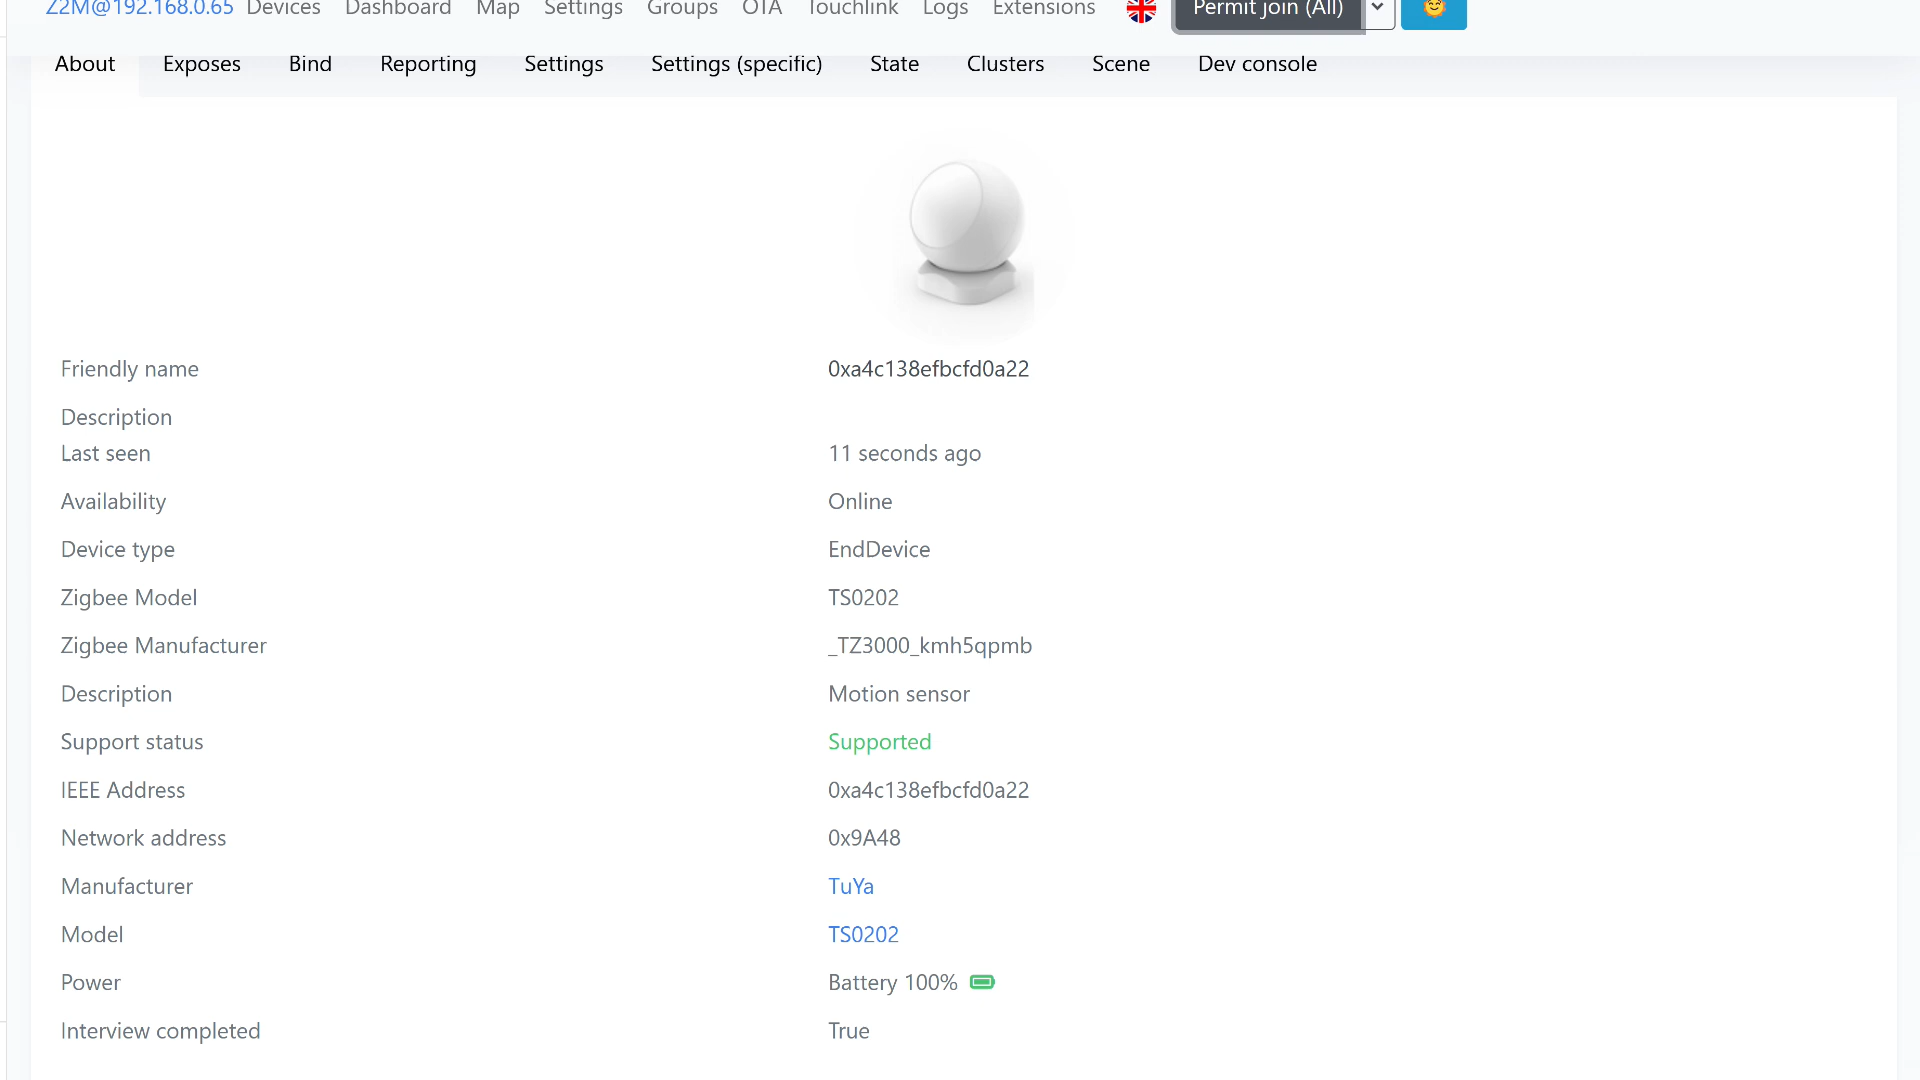 Z2M@192.168.0.65 Devices Dashboard Map Settings Groups OTA Touchlink Logs Extensions Permit join (All)
About Exposes Bind Reporting Settings Settings (specific) State Clusters Scene Dev console
Friendly name 0xa4c138efbcfd0a22
Description
Last seen 11 seconds ago
Availability Online
Device type EndDevice
Zigbee Model TS0202
Zigbee Manufacturer _TZ3000_kmh5qpmb
Description Motion sensor
Support status Supported
IEEE Address 0xa4c138efbcfd0a22
Network address 0x9A48
Manufacturer TuYa
Model TS0202
Power Battery 100%
Interview completed True